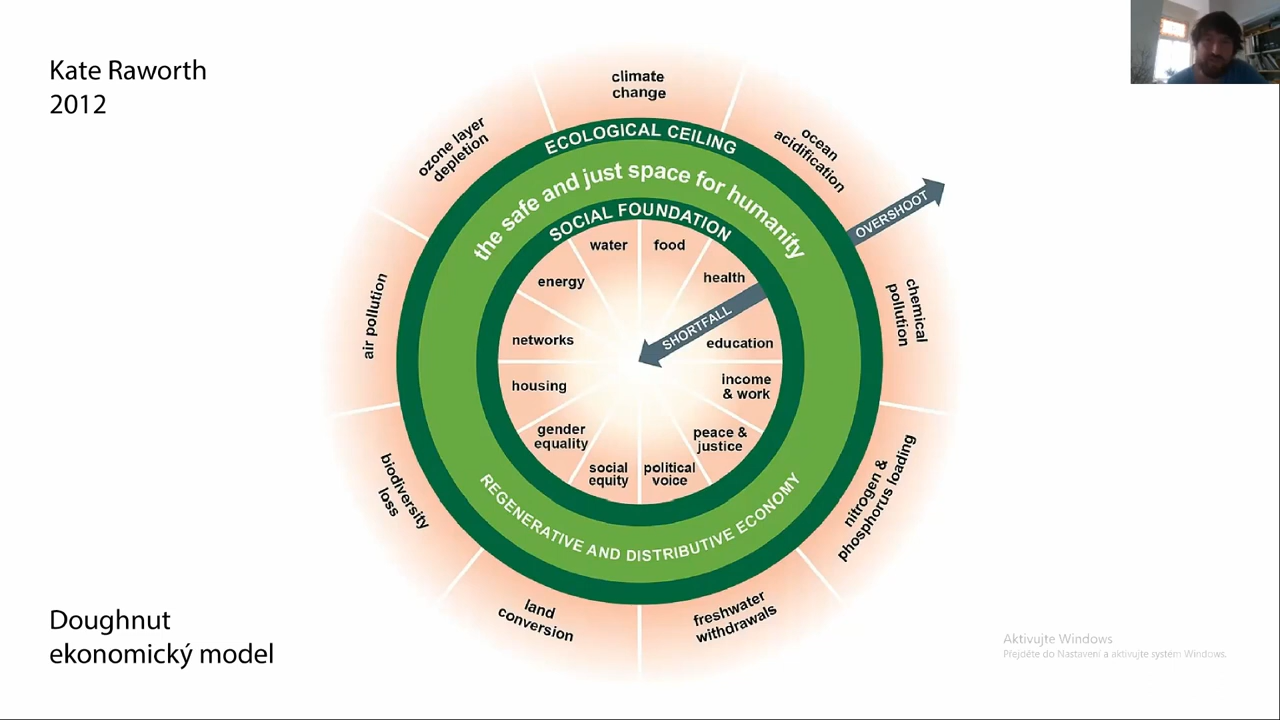 Kate Raworth
2012
climate
change
ozone layer
depletion
ocean
acidification
ECOLOGICAL CEILING
the safe and just space for humanity
SOCIAL FOUNDATION
OVERSHOOT
water
food
energy
health
SHORTFALL
networks
education
housing
income
& work
gender
equality
peace &
justice
social
equity
political
voice
air pollution
chemical
pollution
biodiversity
loss
nitrogen &
phosphorus loading
REGENERATIVE AND DISTRIBUTIVE ECONOMY
land
conversion
freshwater
withdrawals
Doughnut
ekonomický model
Aktivujte Windows
Přejděte do Nastavení a aktivujte systém Windows.